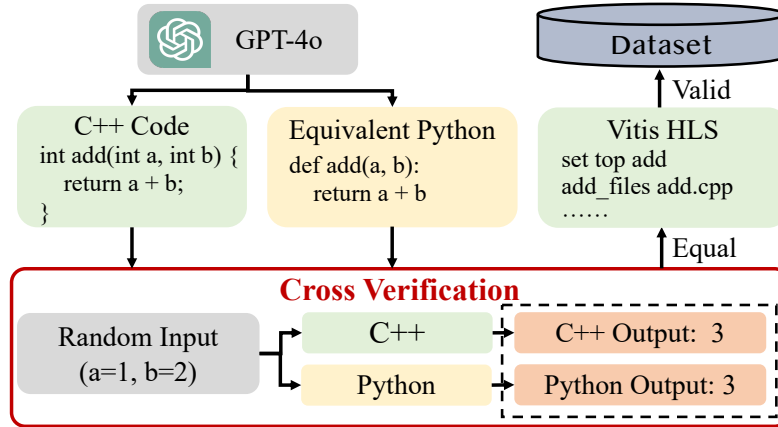 GPT-4o
Dataset
Valid
C++ Code
int add(int a, int b) {
return a + b;
}
Equivalent Python
def add(a, b):
return a + b
Vitis HLS
set top add
add_files add.cpp
......
Equal
Cross Verification
Random Input
(a=1, b=2)
C++
C++ Output: 3
Python
Python Output: 3